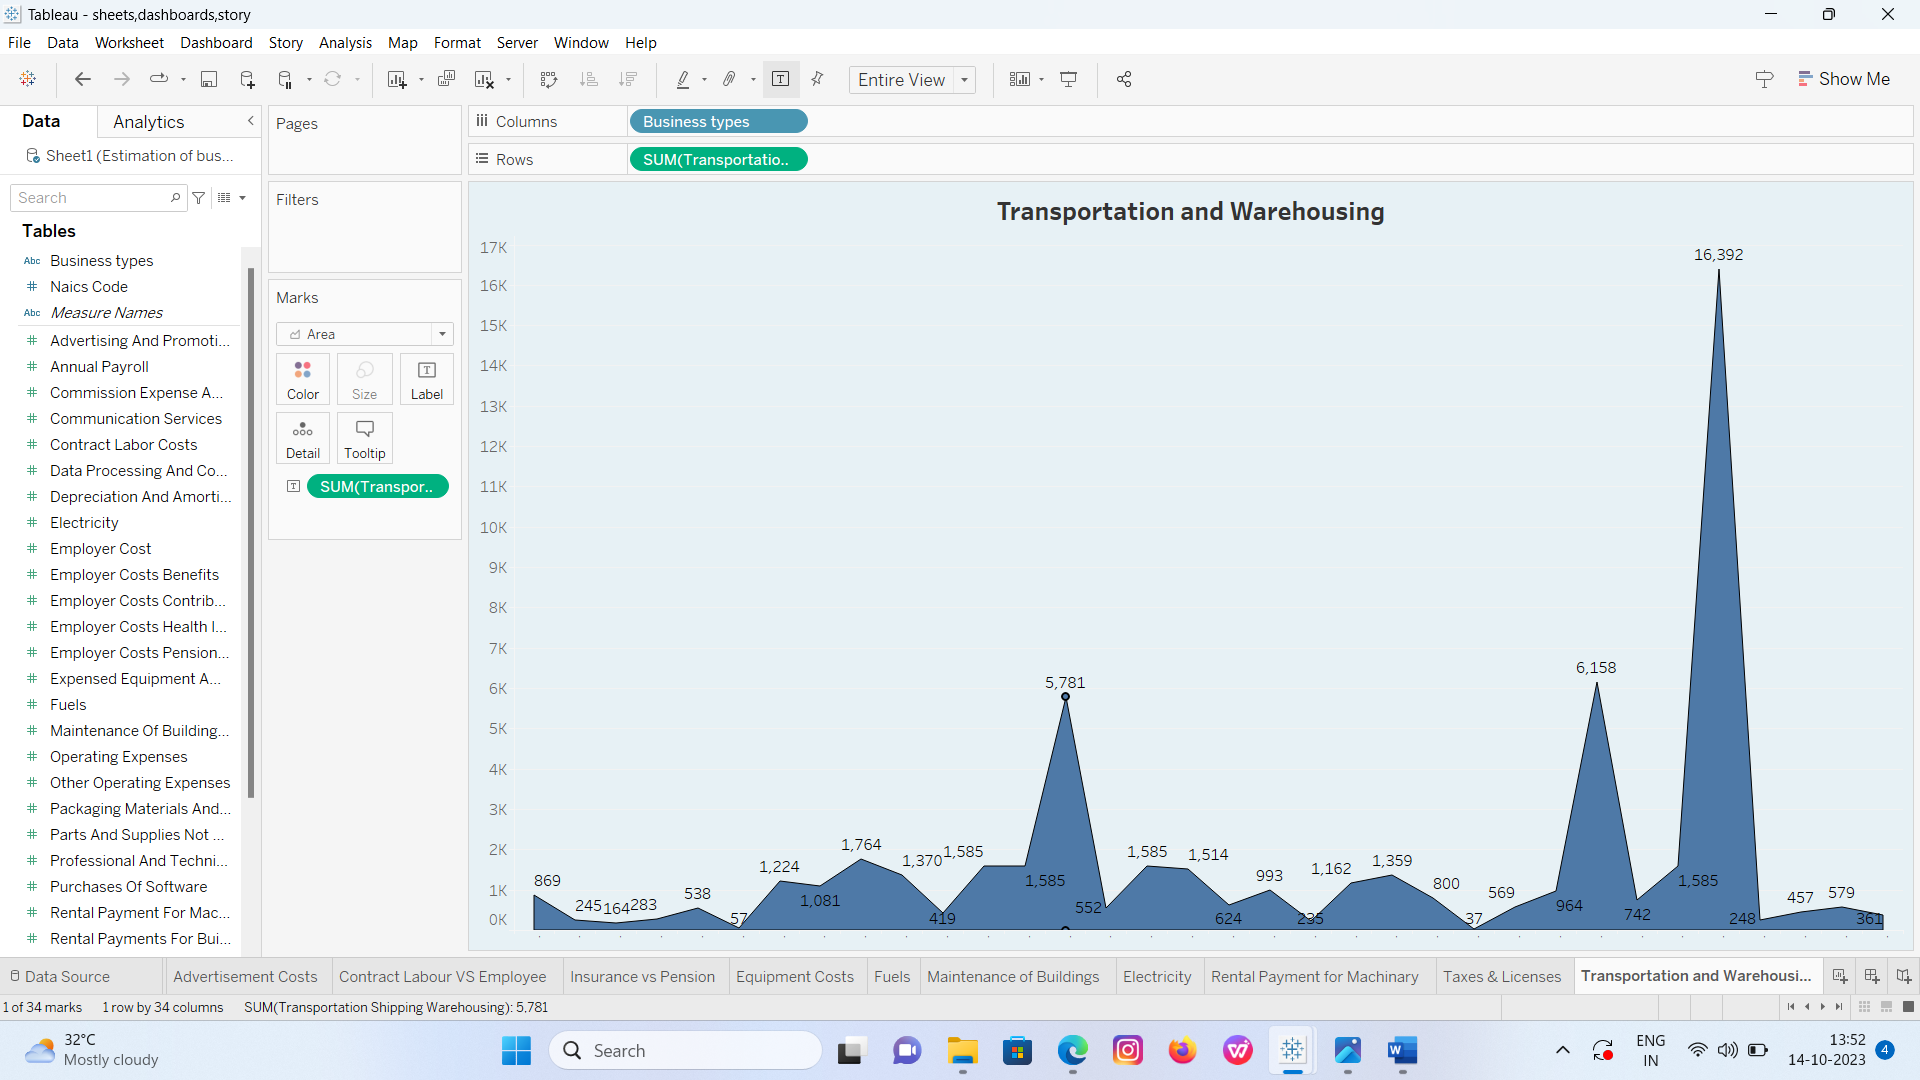 Tableau - sheets,dashboards,story
File Data Worksheet Dashboard Story Analysis Map Format Server Window Help
Entire View
Show Me
Data Analytics
Sheet1 (Estimation of bus...
Search
Tables
Abc Business types
# Naics Code
Abc Measure Names
# Advertising And Promoti...
# Annual Payroll
# Commission Expense A...
# Communication Services
# Contract Labor Costs
# Data Processing And Co...
# Depreciation And Amorti...
# Electricity
# Employer Cost
# Employer Costs Benefits
# Employer Costs Contrib...
# Employer Costs Health I...
# Employer Costs Pension...
# Expensed Equipment A...
# Fuels
# Maintenance Of Building...
# Operating Expenses
# Other Operating Expenses
# Packaging Materials And...
# Parts And Supplies Not ...
# Professional And Techni...
# Purchases Of Software
# Rental Payment For Mac...
# Rental Payments For Bui...
Pages
Filters
Marks
Area
Color Size Label
Detail Tooltip
T SUM(Transpor..
Columns Business types
Rows SUM(Transportatio..
Transportation and Warehousing
17K
16K
15K
14K
13K
12K
11K
10K
9K
8K
7K
6K
5K
4K
3K
2K
1K
0K
869
245
164
283
538
57
1,224
1,081
1,764
1,370
419
1,585
1,585
5,781
552
1,585
1,514
624
993
235
1,162
1,359
800
37
569
964
6,158
742
1,585
16,392
248
457
579
361
Data Source Advertisement Costs Contract Labour VS Employee Insurance vs Pension Equipment Costs Fuels Maintenance of Buildings Electricity Rental Payment for Machinary Taxes & Licenses Transportation and Warehousi...
1 of 34 marks 1 row by 34 columns SUM(Transportation Shipping Warehousing): 5,781
32°C
Mostly cloudy
Search
ENG
IN
13:52
14-10-2023
4